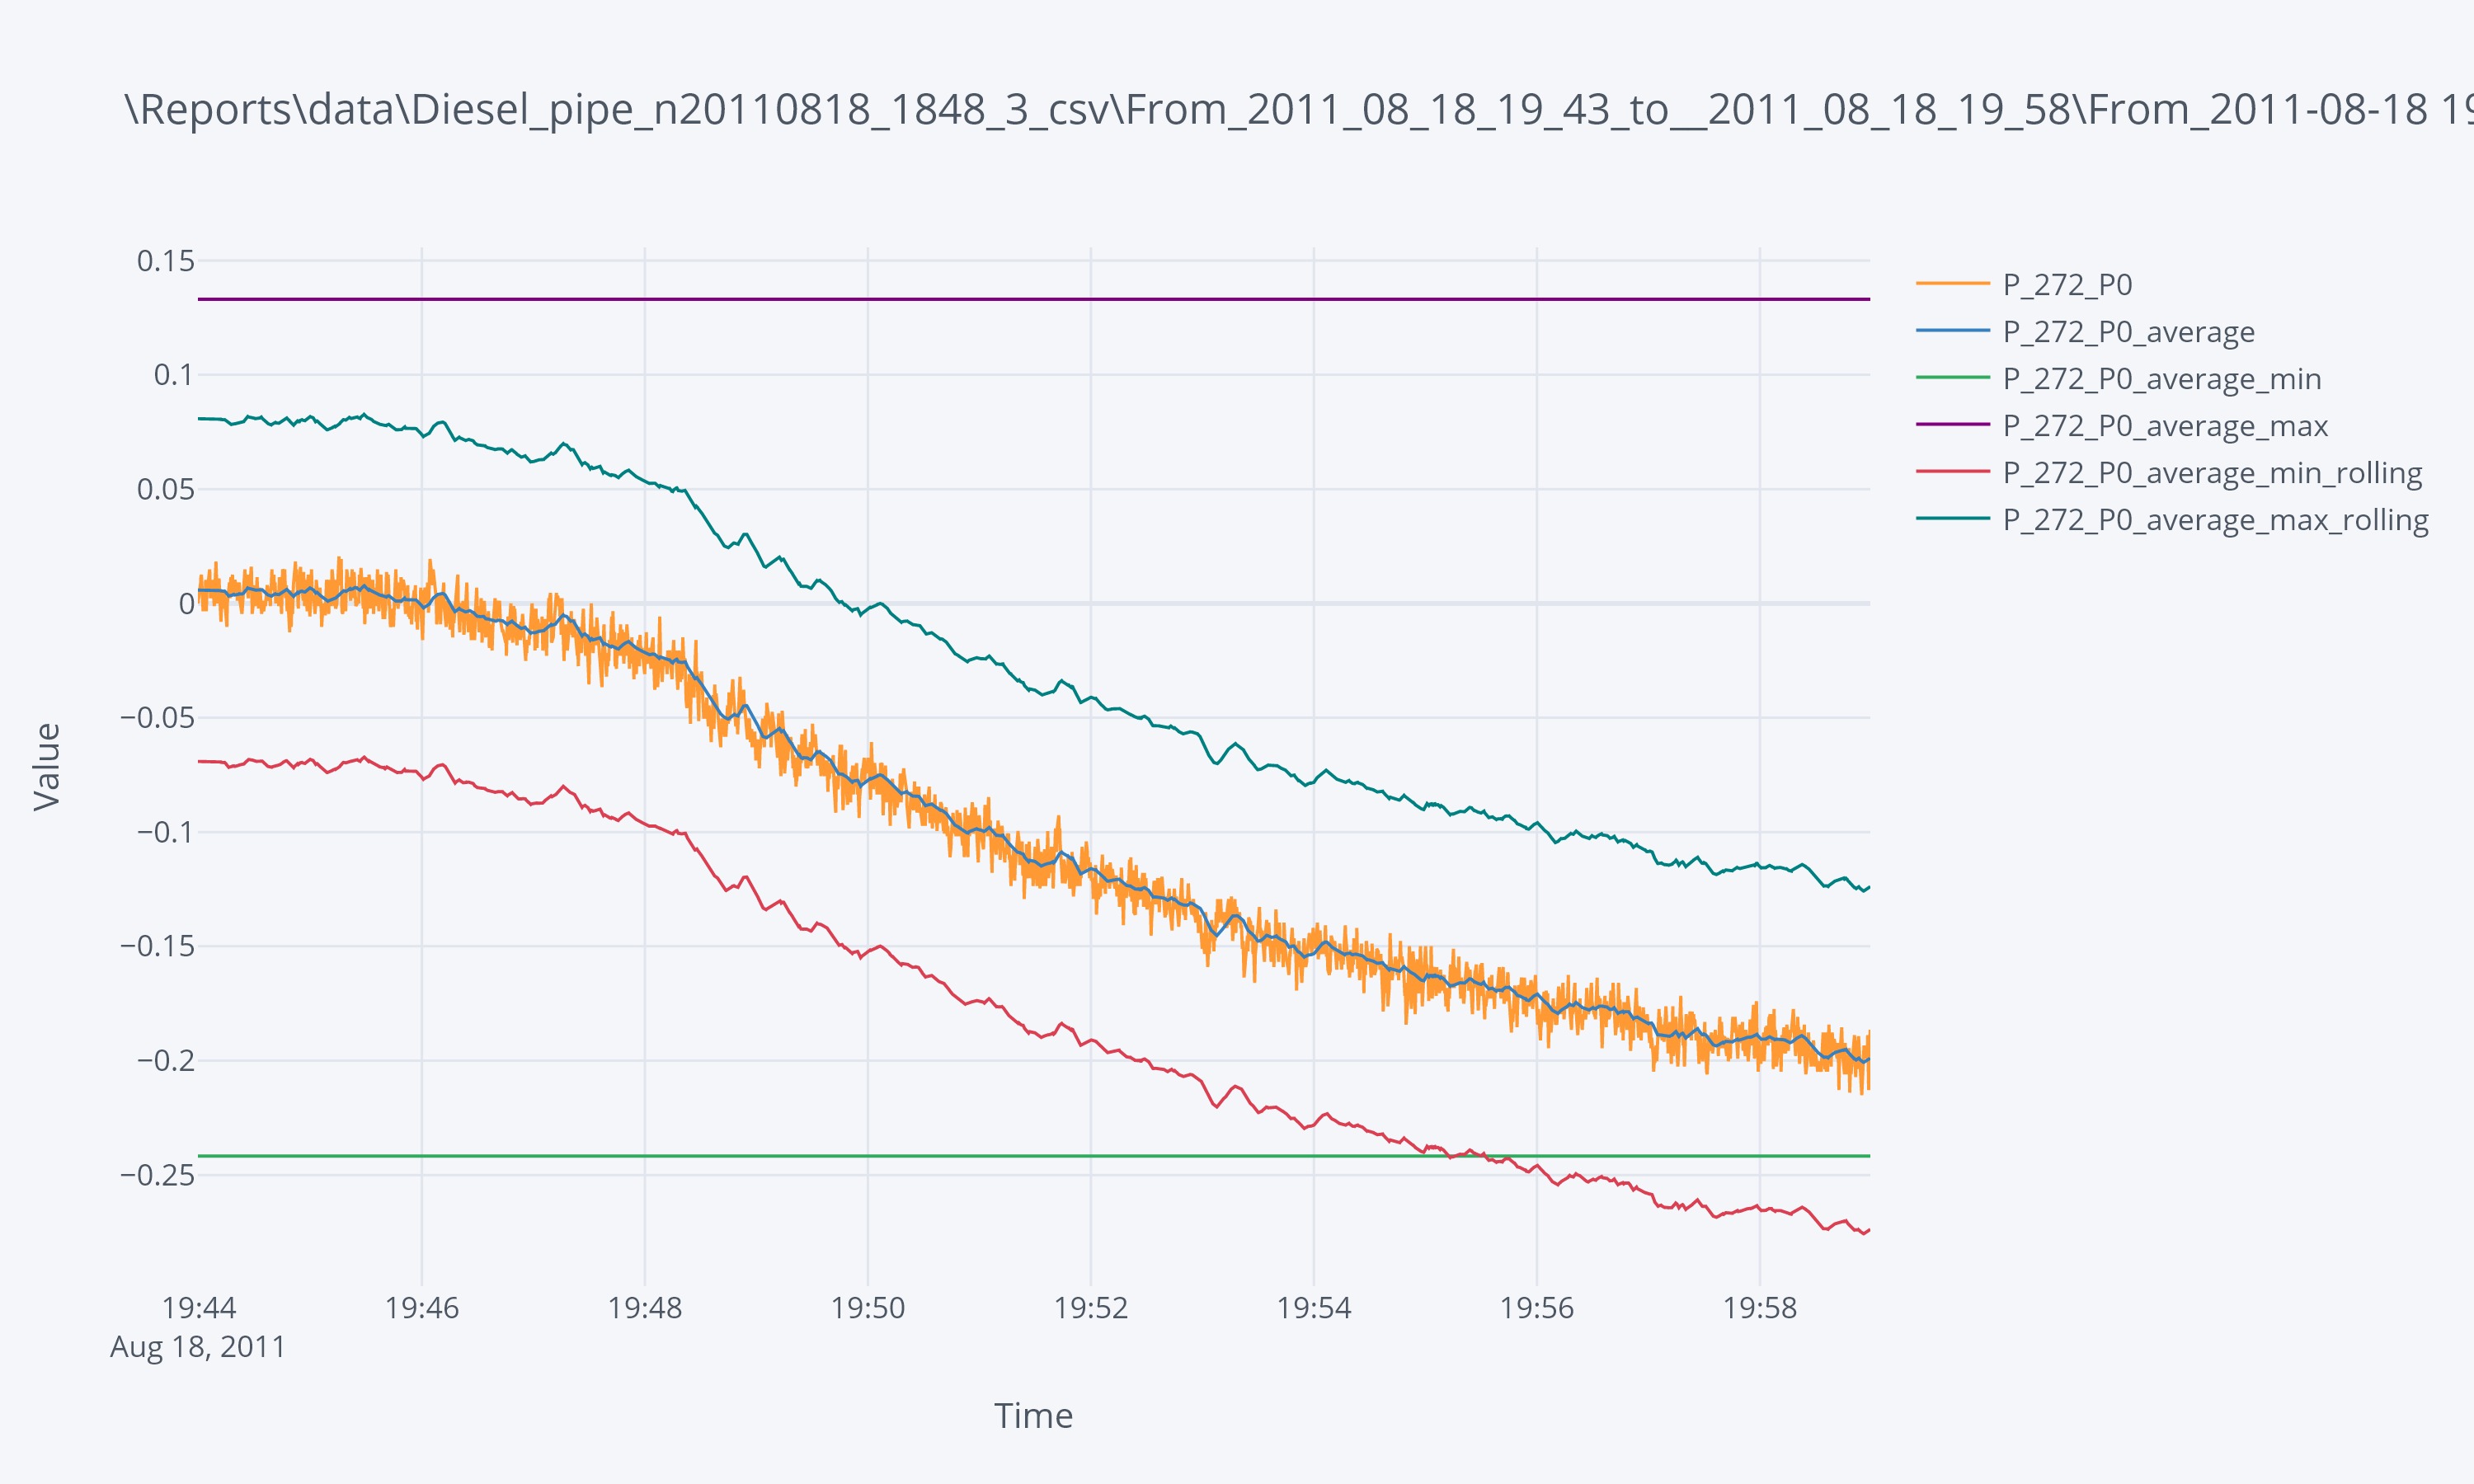 \Reports\data\Diesel_pipe_n20110818_1848_3_csv\From_2011_08_18_19_43_to__2011_08_18_19_58\From_2011-08-18 19
0.15
0.1
0.05
0
−0.05
−0.1
−0.15
−0.2
−0.25
Value
P_272_P0
P_272_P0_average
P_272_P0_average_min
P_272_P0_average_max
P_272_P0_average_min_rolling
P_272_P0_average_max_rolling
19:44 19:46 19:48 19:50 19:52 19:54 19:56 19:58
Aug 18, 2011
Time